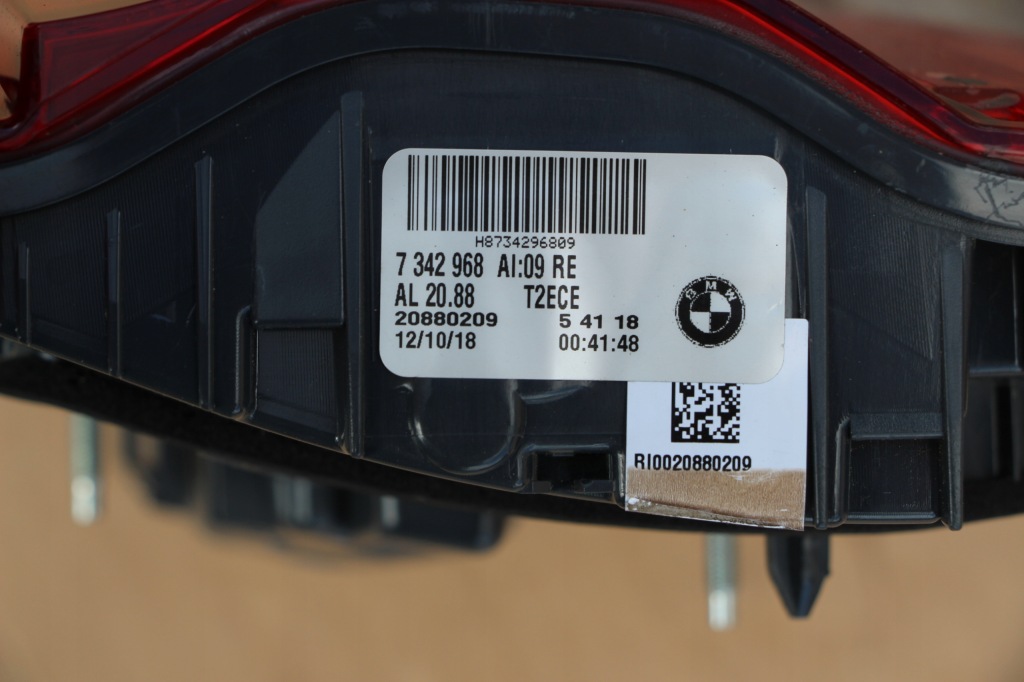 H8734296809
7 342 968 AI:09 RE
AL 20.88 T2ECE
20880209 5 41 18
12/10/18 00:41:48
BMW
RI0020880209